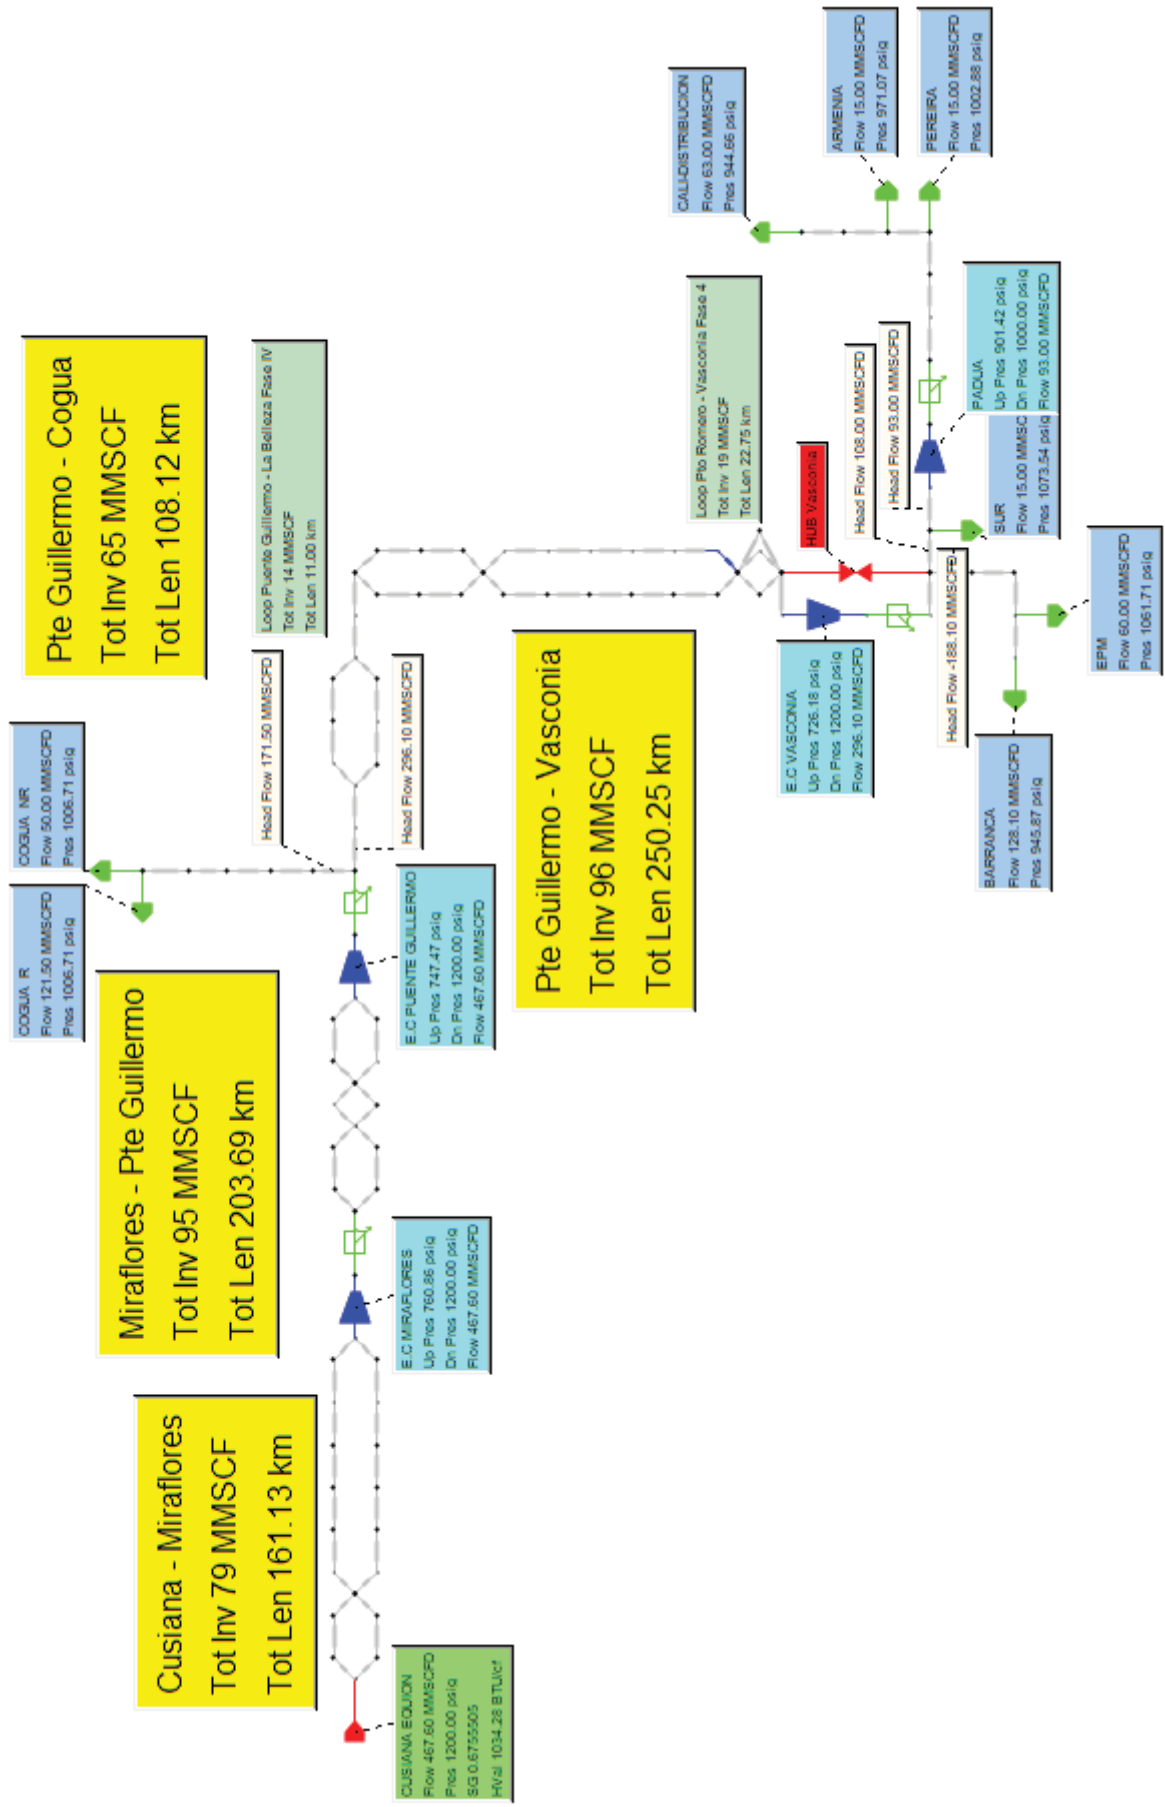 CUSIANA EQUION
Flow 467.60 MMSCFD
Pres 1200.00 psig
SG 0.6755505
HVal 1034.28 BTU/cf
Cusiana - Miraflores
Tot Inv 79 MMSCF
Tot Len 161.13 km
E.C MIRAFLORES
Up Pres 760.86 psig
Dn Pres 1200.00 psig
Flow 467.60 MMSCFD
Miraflores - Pte Guillermo
Tot Inv 95 MMSCF
Tot Len 203.69 km
E.C PUENTE GUILLERMO
Up Pres 747.47 psig
Dn Pres 1200.00 psig
Flow 467.60 MMSCFD
COGUA R
Flow 121.50 MMSCFD
Pres 1006.71 psig
COGUA NR
Flow 50.00 MMSCFD
Pres 1006.71 psig
Head Flow 171.50 MMSCFD
Head Flow 296.10 MMSCFD
Pte Guillermo - Cogua
Tot Inv 65 MMSCF
Tot Len 108.12 km
Loop Puente Guillermo - La Belleza Fase IV
Tot Inv 14 MMSCF
Tot Len 11.00 km
Pte Guillermo - Vasconia
Tot Inv 96 MMSCF
Tot Len 250.25 km
Loop Pto Romero - Vasconia Fase 4
Tot Inv 19 MMSCF
Tot Len 22.75 km
E.C VASCONIA
Up Pres 726.18 psig
Dn Pres 1200.00 psig
Flow 296.10 MMSCFD
HUB Vasconia
Head Flow 108.00 MMSCFD
Head Flow 93.00 MMSCFD
Head Flow -188.10 MMSCFD
BARRANCA
Flow 128.10 MMSCFD
Pres 945.87 psig
EPM
Flow 60.00 MMSCFD
Pres 1061.71 psig
SUR
Flow 15.00 MMSC
Pres 1073.54 psig
PADUA
Up Pres 901.42 psig
Dn Pres 1000.00 psig
Flow 93.00 MMSCFD
CALI-DISTRIBUCION
Flow 63.00 MMSCFD
Pres 944.66 psig
ARMENIA
Flow 15.00 MMSCFD
Pres 971.07 psig
PEREIRA
Flow 15.00 MMSCFD
Pres 1002.88 psig